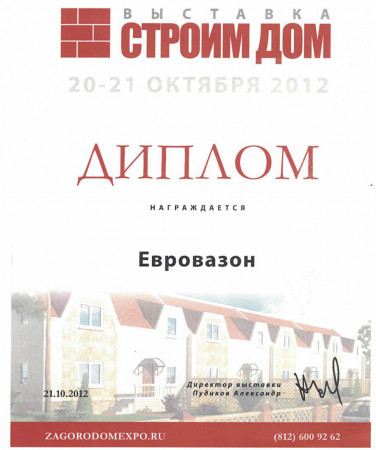 ВЫСТАВКА
СТРОИМ ДОМ
20-21 ОКТЯБРЯ 2012
ДИПЛОМ
НАГРАЖДАЕТСЯ
Евровазон
Директор выставки
Пудиков Александр
21.10.2012
ZAGORODOMEXPO.RU
(812) 600 92 62